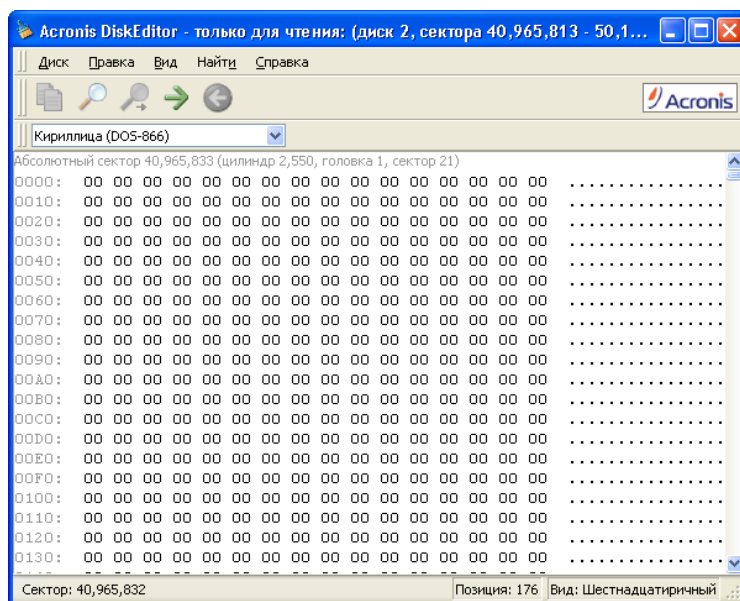 Acronis DiskEditor - только для чтения: (диск 2, сектора 40,965,813 - 50,1...
Диск Правка Вид Найти Справка
Acronis
Кириллица (DOS-866)
Абсолютный сектор 40,965,833 (цилиндр 2,550, головка 1, сектор 21)
0000: 00 00 00 00 00 00 00 00 00 00 00 00 00 00 00 00 ................
0010: 00 00 00 00 00 00 00 00 00 00 00 00 00 00 00 00 ................
0020: 00 00 00 00 00 00 00 00 00 00 00 00 00 00 00 00 ................
0030: 00 00 00 00 00 00 00 00 00 00 00 00 00 00 00 00 ................
0040: 00 00 00 00 00 00 00 00 00 00 00 00 00 00 00 00 ................
0050: 00 00 00 00 00 00 00 00 00 00 00 00 00 00 00 00 ................
0060: 00 00 00 00 00 00 00 00 00 00 00 00 00 00 00 00 ................
0070: 00 00 00 00 00 00 00 00 00 00 00 00 00 00 00 00 ................
0080: 00 00 00 00 00 00 00 00 00 00 00 00 00 00 00 00 ................
0090: 00 00 00 00 00 00 00 00 00 00 00 00 00 00 00 00 ................
00A0: 00 00 00 00 00 00 00 00 00 00 00 00 00 00 00 00 ................
00B0: 00 00 00 00 00 00 00 00 00 00 00 00 00 00 00 00 ................
00C0: 00 00 00 00 00 00 00 00 00 00 00 00 00 00 00 00 ................
00D0: 00 00 00 00 00 00 00 00 00 00 00 00 00 00 00 00 ................
00E0: 00 00 00 00 00 00 00 00 00 00 00 00 00 00 00 00 ................
00F0: 00 00 00 00 00 00 00 00 00 00 00 00 00 00 00 00 ................
0100: 00 00 00 00 00 00 00 00 00 00 00 00 00 00 00 00 ................
0110: 00 00 00 00 00 00 00 00 00 00 00 00 00 00 00 00 ................
0120: 00 00 00 00 00 00 00 00 00 00 00 00 00 00 00 00 ................
0130: 00 00 00 00 00 00 00 00 00 00 00 00 00 00 00 00 ................
Сектор: 40,965,832 Позиция: 176 Вид: Шестнадцатиричный